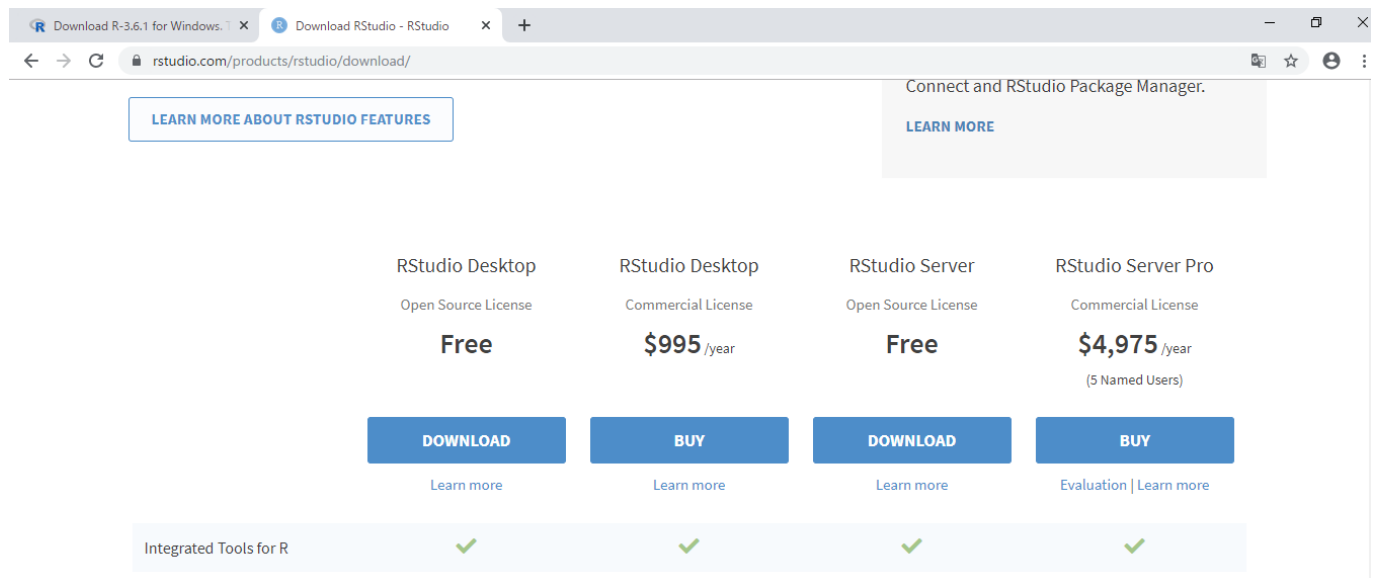 Download R-3.6.1 for Windows. T
Download RStudio - RStudio
rstudio.com/products/rstudio/download/
LEARN MORE ABOUT RSTUDIO FEATURES
Connect and RStudio Package Manager.
LEARN MORE
RStudio Desktop RStudio Desktop RStudio Server RStudio Server Pro
Open Source License Commercial License Open Source License Commercial License
Free $995 /year Free $4,975 /year
(5 Named Users)
DOWNLOAD BUY DOWNLOAD BUY
Learn more Learn more Learn more Evaluation | Learn more
Integrated Tools for R